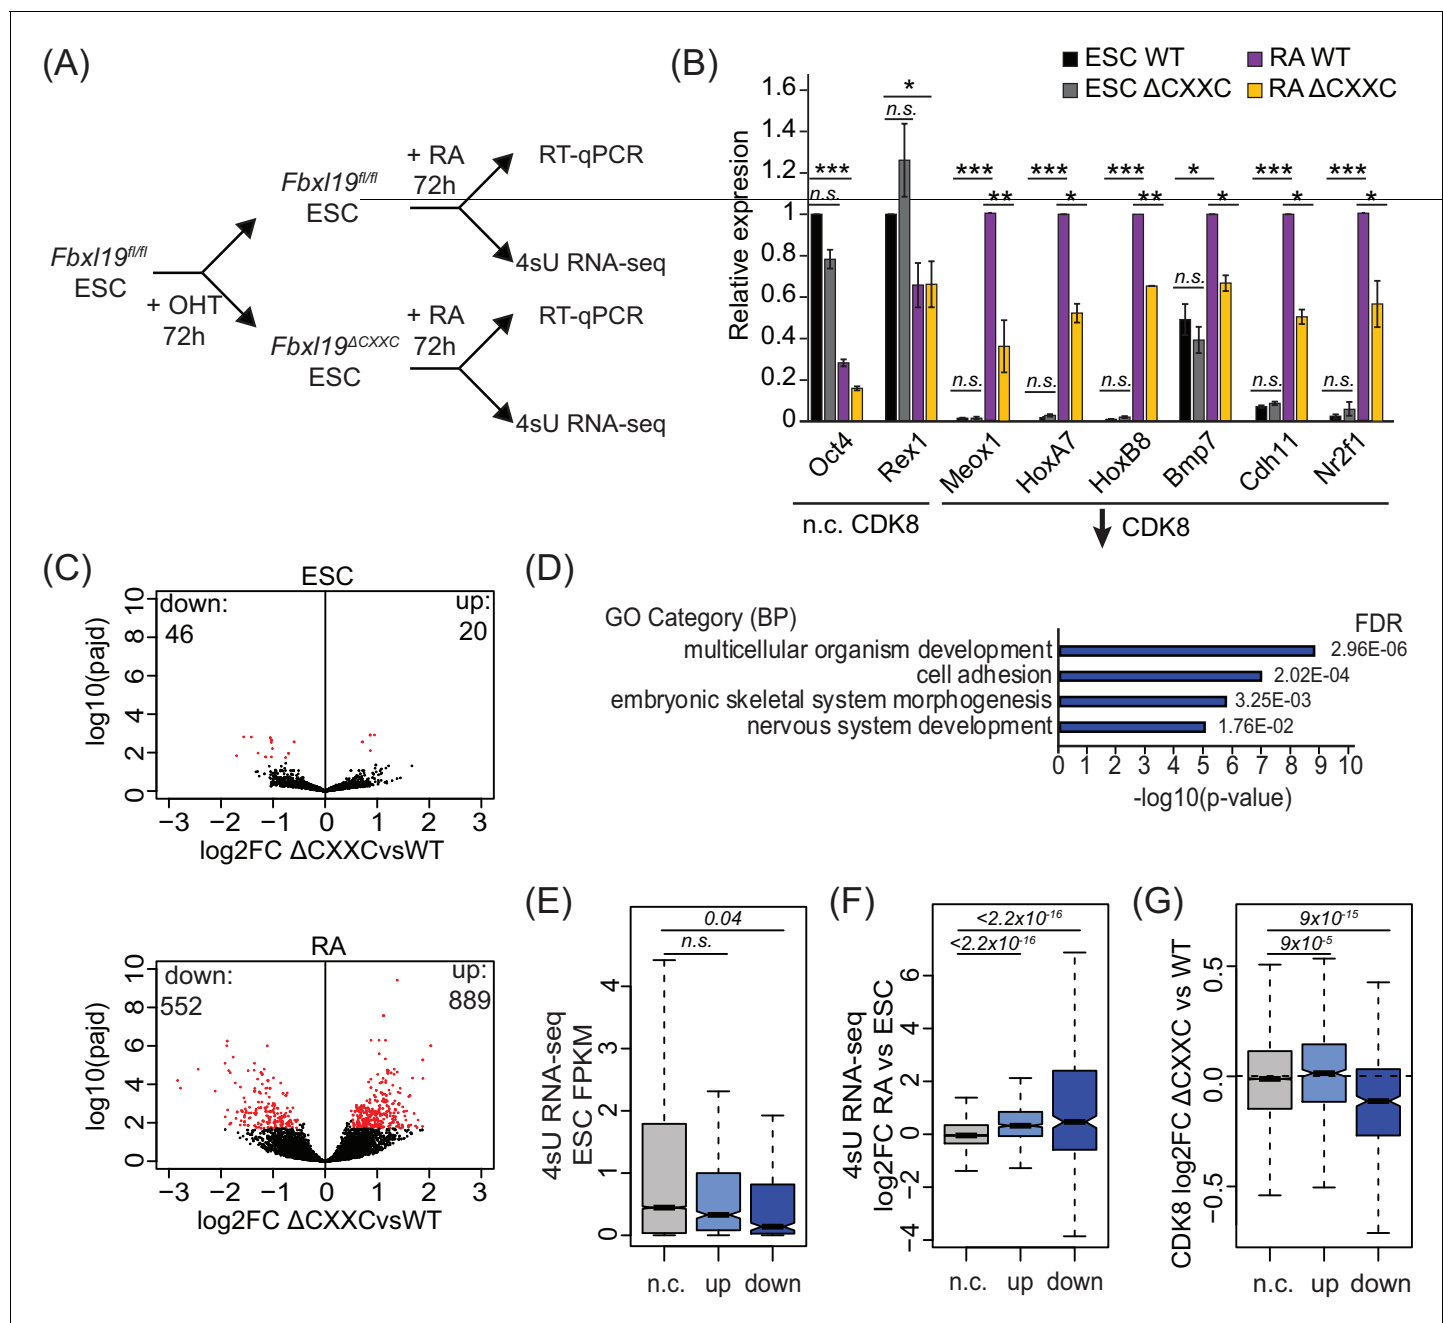 (A)
Fbxl19fl/fl
ESC
+ OHT
72h
Fbxl19fl/fl
ESC
+ RA
72h
RT-qPCR
4sU RNA-seq
Fbxl19ΔCXXC
ESC
+ RA
72h
RT-qPCR
4sU RNA-seq
(B)
ESC WT
RA WT
ESC ΔCXXC
RA ΔCXXC
Relative expresion
1.6
1.4
1.2
1
0.8
0.6
0.4
0.2
0
***
n.s.
*
n.s.
***
**
n.s.
***
*
n.s.
***
**
n.s.
*
*
n.s.
***
*
n.s.
***
*
n.s.
Oct4
Rex1
Meox1
HoxA7
HoxB8
Bmp7
Cdh11
Nr2f1
n.c. CDK8
CDK8
(C)
ESC
down:
46
up:
20
log10(pajd)
10
8
6
4
2
0
−3 −2 −1 0 1 2 3
log2FC ΔCXXCvsWT
RA
down:
552
up:
889
log10(pajd)
10
8
6
4
2
0
−3 −2 −1 0 1 2 3
log2FC ΔCXXCvsWT
(D)
GO Category (BP)
FDR
multicellular organism development 2.96E-06
cell adhesion 2.02E-04
embryonic skeletal system morphogenesis 3.25E-03
nervous system development 1.76E-02
0 1 2 3 4 5 6 7 8 9 10
-log10(p-value)
(E)
4sU RNA-seq
ESC FPKM
4
3
2
1
0
0.04
n.s.
n.c. up down
(F)
4sU RNA-seq
log2FC RA vs ESC
6
4
2
0
−2
−4
<2.2x10-16
<2.2x10-16
n.c. up down
(G)
CDK8 log2FC ΔCXXC vs WT
0.5
0.0
−0.5
9x10-15
9x10-5
n.c. up down